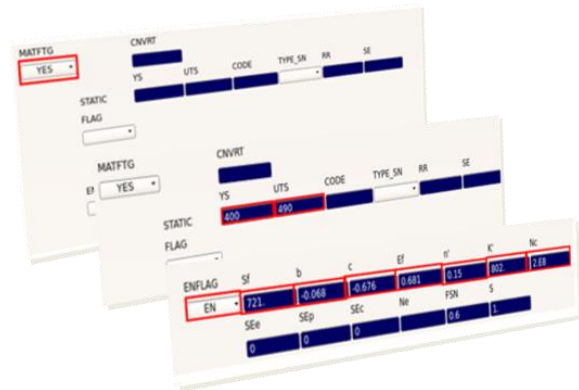 MATFTG CNVRT
YES
YS UTS CODE TYPE_SN RR SE
STATIC
FLAG
MATFTG CNVRT
YES
YS UTS CODE TYPE_SN RR SE
400 490
STATIC
FLAG
ENFLAG Sf b c Ef n' K' Nc
EN 721. -0.068 -0.676 0.681 0.15 802. 2.E8
SEe SEp SEc Ne FSN S
0 0 0 0.6 1.